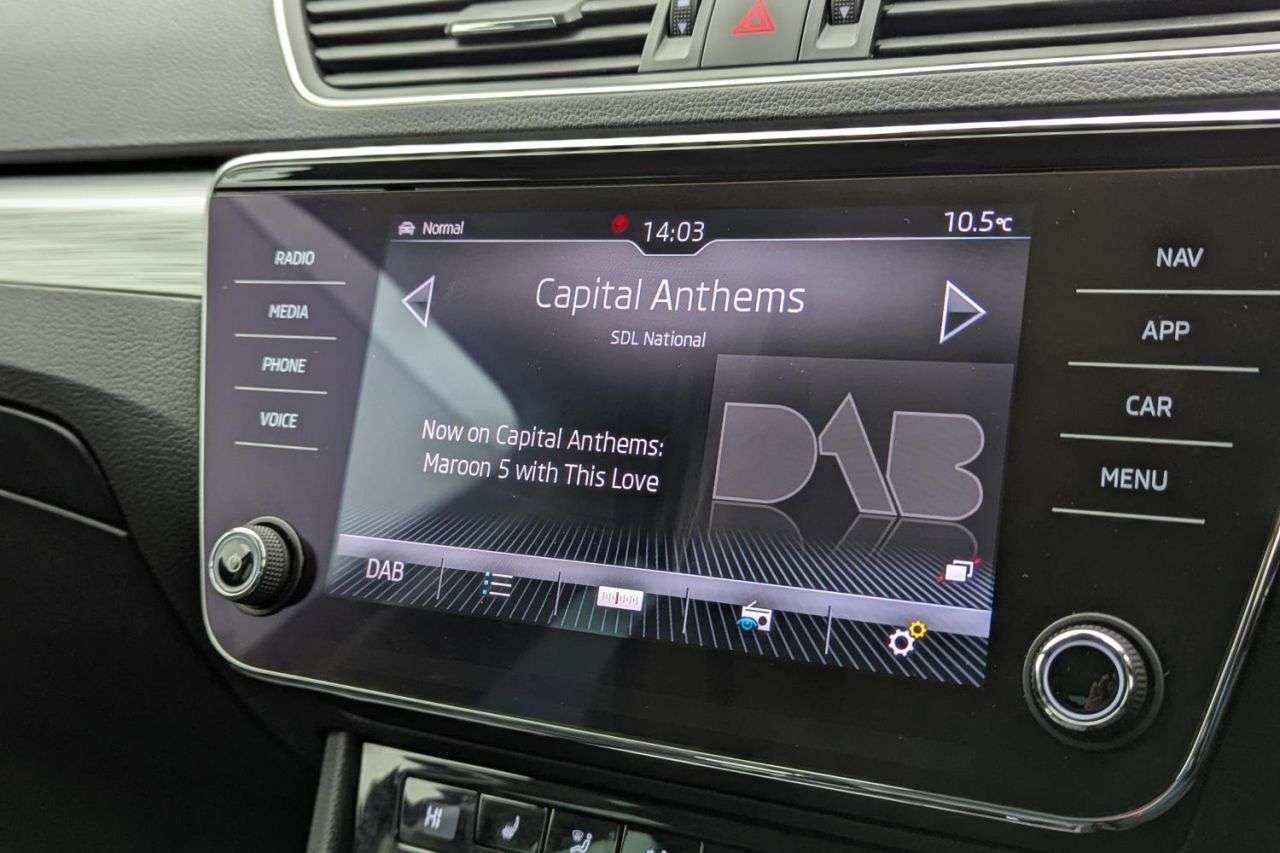 Normal
14:03
10.5°C
RADIO
MEDIA
PHONE
VOICE
Capital Anthems
SDL National
Now on Capital Anthems:
Maroon 5 with This Love
DAB
DAB
NAV
APP
CAR
MENU
HI